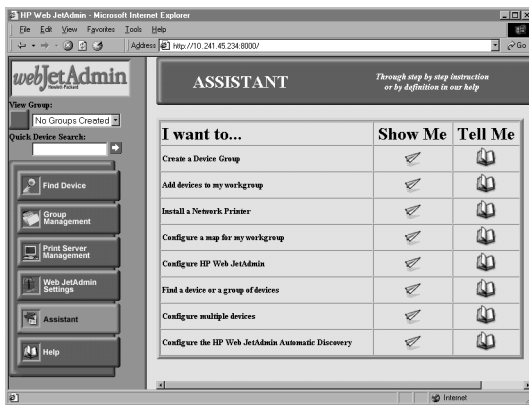 HP Web JetAdmin - Microsoft Internet Explorer
File Edit View Favorites Tools Help
Address http://10.241.45.234:8000/ Go
webJetAdmin
Hewlett-Packard
View Group:
No Groups Created
Quick Device Search:
Find Device
Group
Management
Print Server
Management
Web JetAdmin
Settings
Assistant
Help
ASSISTANT
Through step by step instruction
or by definition in our help
I want to... Show Me Tell Me
Create a Device Group
Add devices to my workgroup
Install a Network Printer
Configure a map for my workgroup
Configure HP Web JetAdmin
Find a device or a group of devices
Configure multiple devices
Configure the HP Web JetAdmin Automatic Discovery
Internet